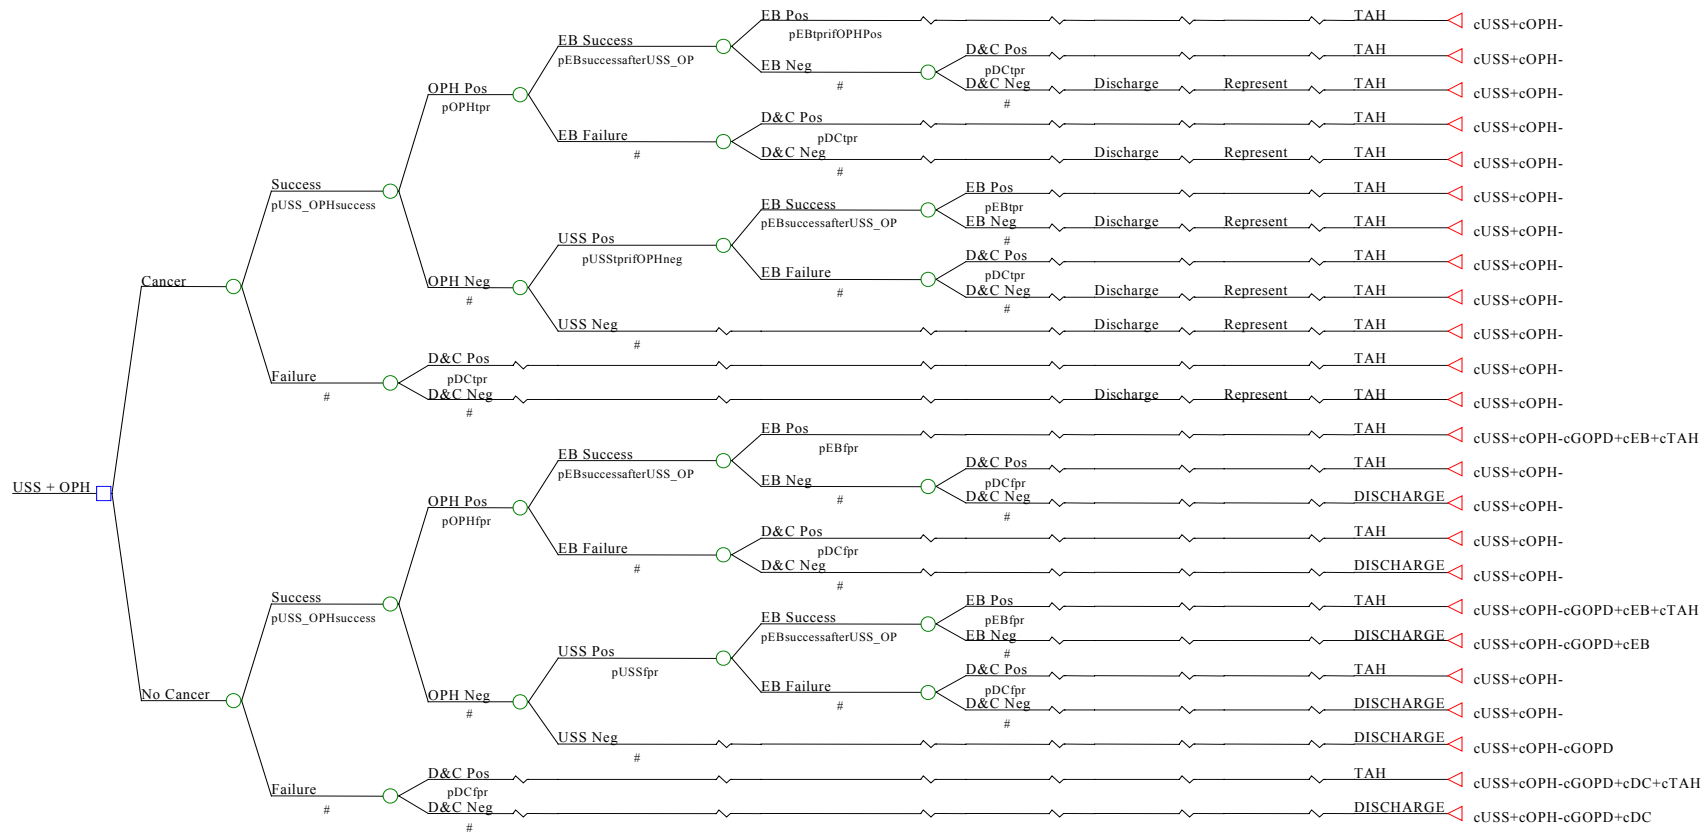 EB Pos TAH cUSS+cOPH-
pEBtprifOPHPos
EB Success
pEBsuccessafterUSS_OP
D&C Pos TAH cUSS+cOPH-
pDCtpr
EB Neg
#
D&C Neg Discharge Represent TAH cUSS+cOPH-
#
OPH Pos
pOPHtpr
D&C Pos TAH cUSS+cOPH-
pDCtpr
EB Failure
#
D&C Neg Discharge Represent TAH cUSS+cOPH-
#
Success
pUSS_OPHsuccess
EB Pos TAH cUSS+cOPH-
pEBtpr
EB Success
pEBsuccessafterUSS_OP
EB Neg Discharge Represent TAH cUSS+cOPH-
#
USS Pos
pUSStprifOPHneg
D&C Pos TAH cUSS+cOPH-
pDCtpr
EB Failure
#
D&C Neg Discharge Represent TAH cUSS+cOPH-
#
Cancer
OPH Neg
#
USS Neg Discharge Represent TAH cUSS+cOPH-
#
D&C Pos TAH cUSS+cOPH-
pDCtpr
Failure
#
D&C Neg Discharge Represent TAH cUSS+cOPH-
#
EB Pos TAH cUSS+cOPH-cGOPD+cEB+cTAH
pEBfpr
EB Success
pEBsuccessafterUSS_OP
D&C Pos TAH cUSS+cOPH-
pDCfpr
EB Neg
#
USS + OPH
D&C Neg DISCHARGE cUSS+cOPH-
#
OPH Pos
pOPHfpr
D&C Pos TAH cUSS+cOPH-
pDCfpr
EB Failure
#
D&C Neg DISCHARGE cUSS+cOPH-
#
Success
pUSS_OPHsuccess
EB Pos TAH cUSS+cOPH-cGOPD+cEB+cTAH
pEBfpr
EB Success
pEBsuccessafterUSS_OP
EB Neg DISCHARGE cUSS+cOPH-cGOPD+cEB
#
USS Pos
pUSSfpr
D&C Pos TAH cUSS+cOPH-
pDCfpr
EB Failure
#
D&C Neg DISCHARGE cUSS+cOPH-
#
No Cancer
OPH Neg
#
USS Neg DISCHARGE cUSS+cOPH-cGOPD
#
D&C Pos TAH cUSS+cOPH-cGOPD+cDC+cTAH
pDCfpr
Failure
#
D&C Neg DISCHARGE cUSS+cOPH-cGOPD+cDC
#